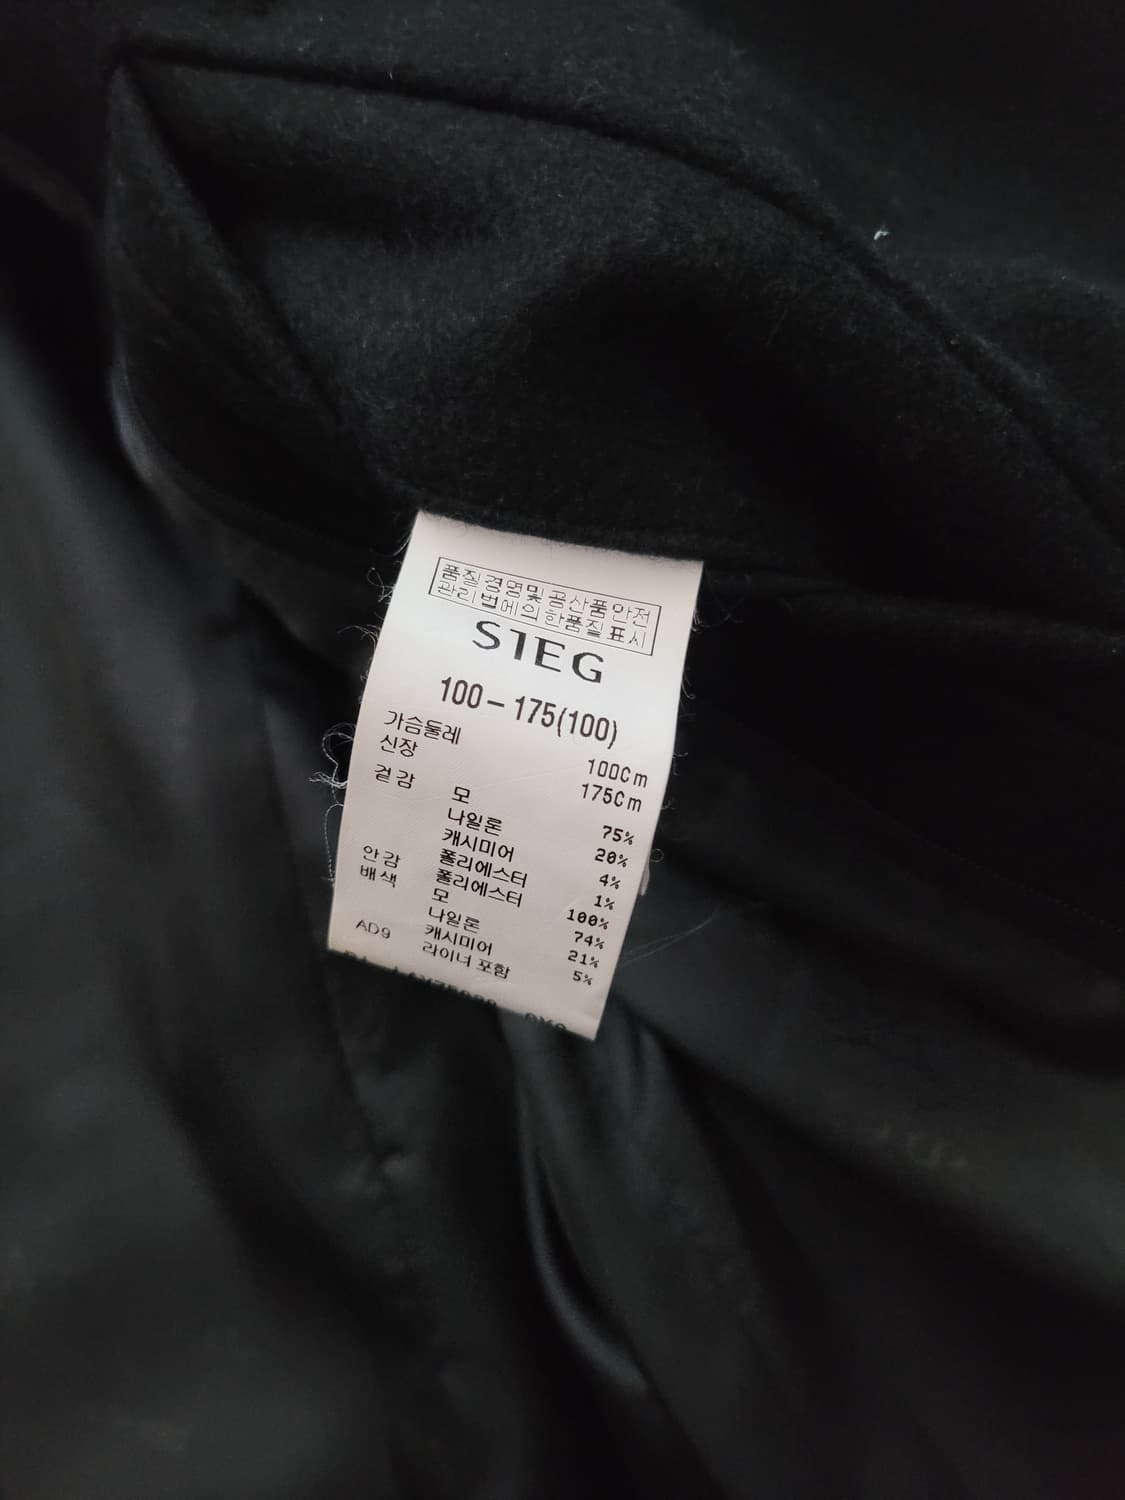 품질경영및공산품안전
관리법에의한품질표시
SIEG
100-175(100)
가슴둘레 100Cm
신장 175Cm
겉감 모 75%
나일론 20%
캐시미어 4%
폴리에스터 1%
안감 폴리에스터 100%
배색 모 74%
나일론 21%
캐시미어 5%
AD9 라이너 포함